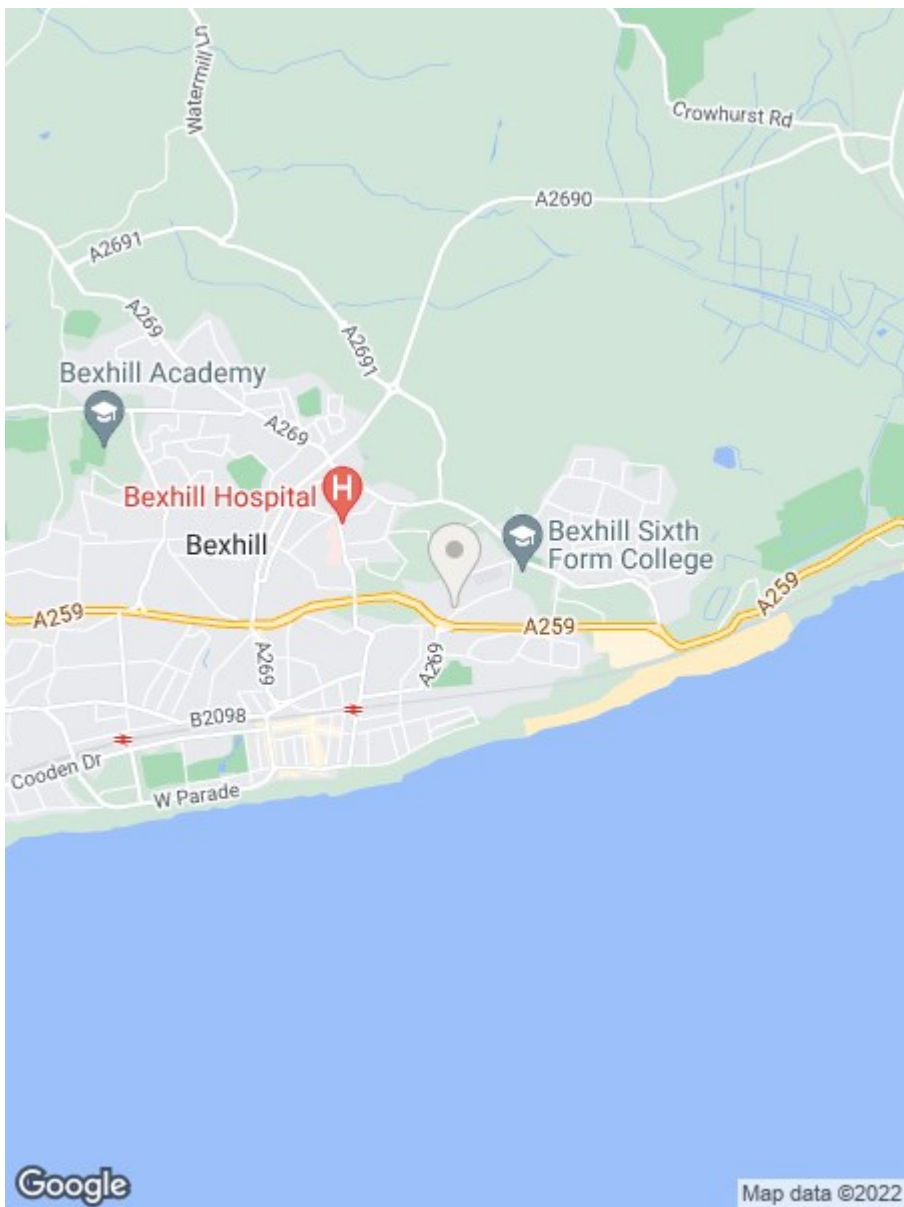 Watermill Ln
Crowhurst Rd
A2690
A2691
A269
A2691
Bexhill Academy
A269
Bexhill Hospital
H
Bexhill
Bexhill Sixth
Form College
A259
A259
A259
A269
A269
B2098
Cooden Dr
W Parade
Google
Map data ©2022